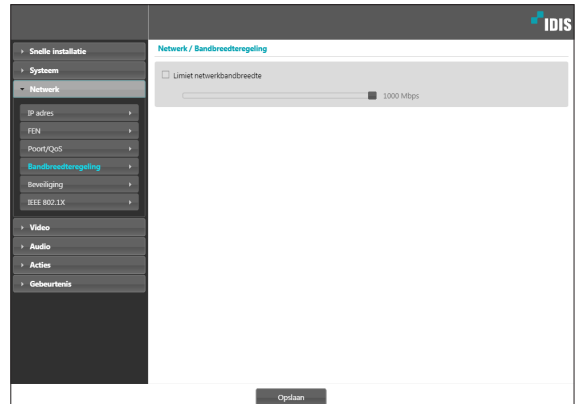 IDIS
Snelle installatie
Systeem
Netwerk
IP adres
FEN
Poort/QoS
Bandbreedteregeling
Beveiliging
IEEE 802.1X
Video
Audio
Acties
Gebeurtenis
Netwerk / Bandbreedteregeling
Limiet netwerkbandbreedte
1000 Mbps
Opslaan